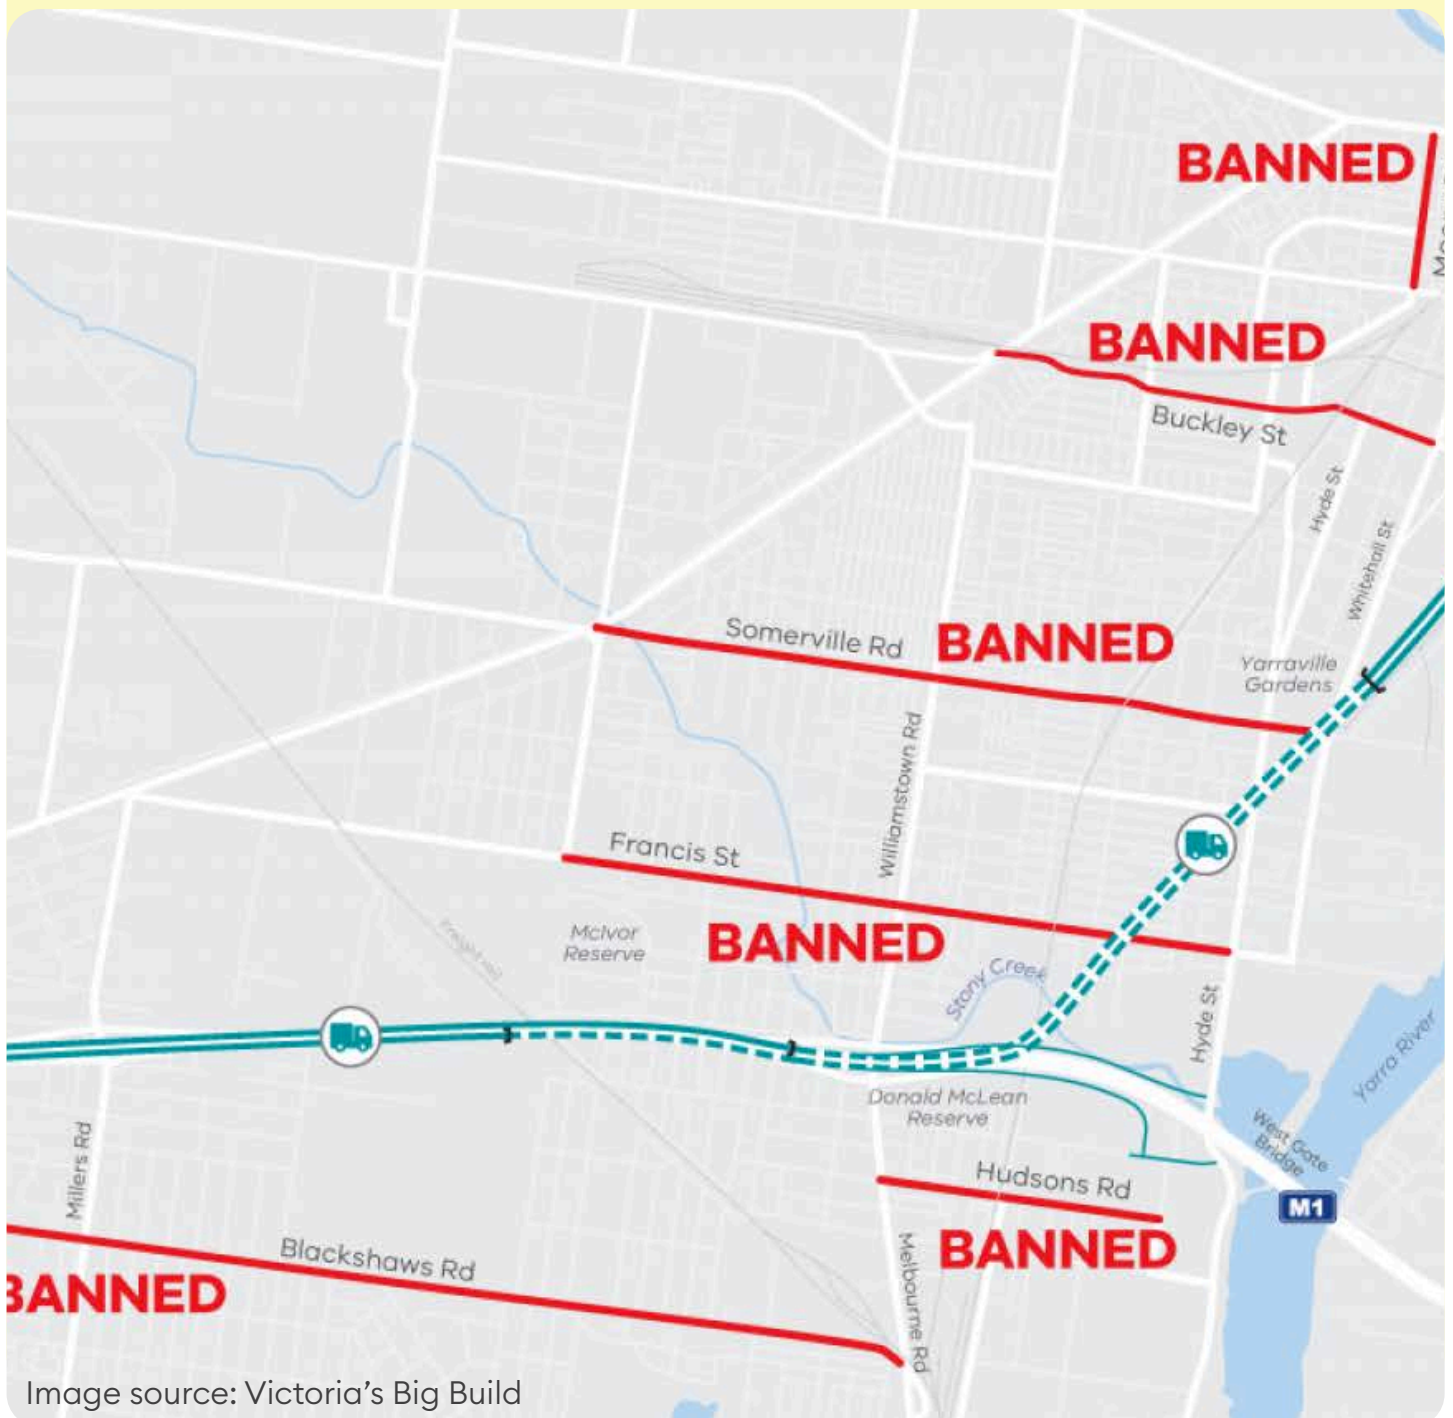 BANNED
BANNED
Buckley St
Hyde St
Whitehall St
Somerville Rd
BANNED
Yarraville
Gardens
Williamstown Rd
Francis St
McIvor
Reserve
BANNED
Freight rail
Stony Creek
Hyde St
Yarra River
Donald McLean
Reserve
West Gate
Bridge
Millers Rd
Hudsons Rd
M1
BANNED
Blackshaws Rd
Melbourne Rd
BANNED
Image source: Victoria's Big Build